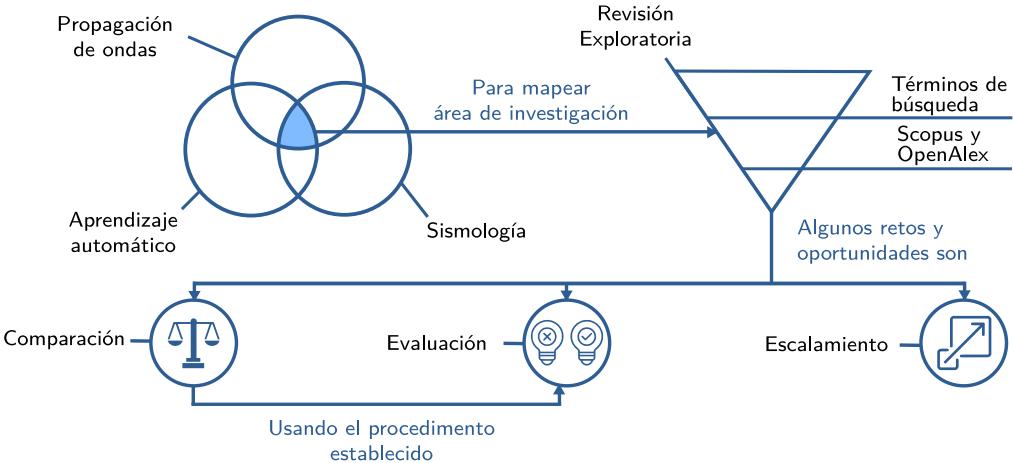 Propagación
de ondas
Revisión
Exploratoria
Para mapear
área de investigación
Términos de
búsqueda
Scopus y
OpenAlex
Aprendizaje
automático
Sismología
Algunos retos y
oportunidades son
Comparación
Evaluación
Escalamiento
Usando el procedimento
establecido